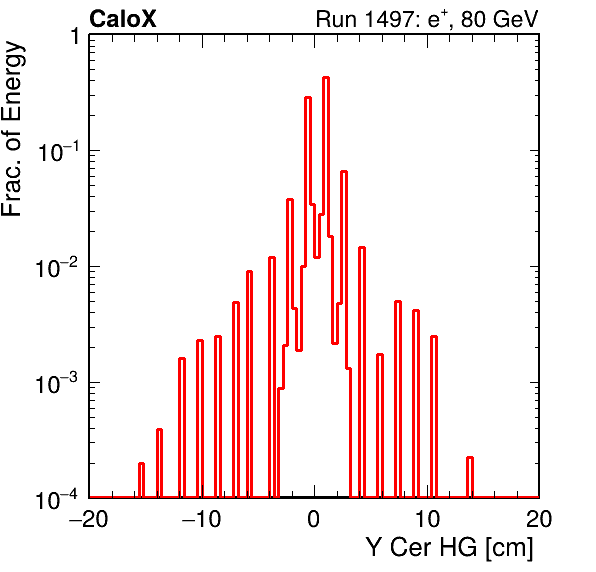 CaloX Run 1497: e⁺, 80 GeV
Frac. of Energy
1
10⁻¹
10⁻²
10⁻³
10⁻⁴
−20 −10 0 10 20
Y Cer HG [cm]